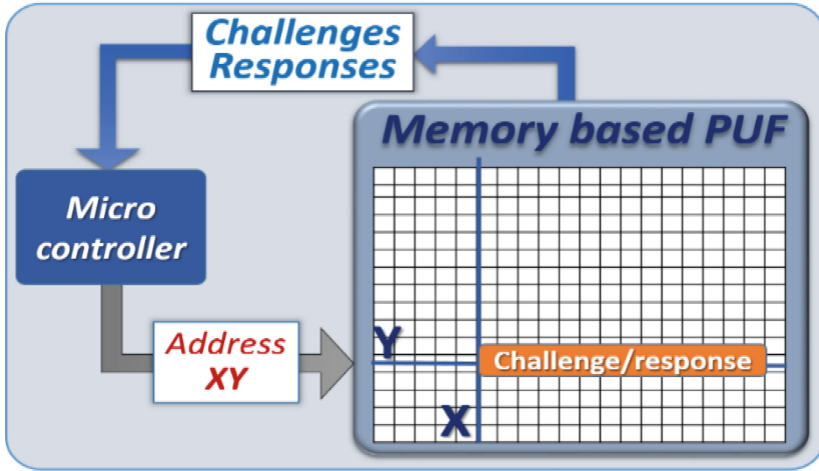 Challenges
Responses
Memory based PUF
Micro
controller
Address
XY
Y
Challenge/response
X